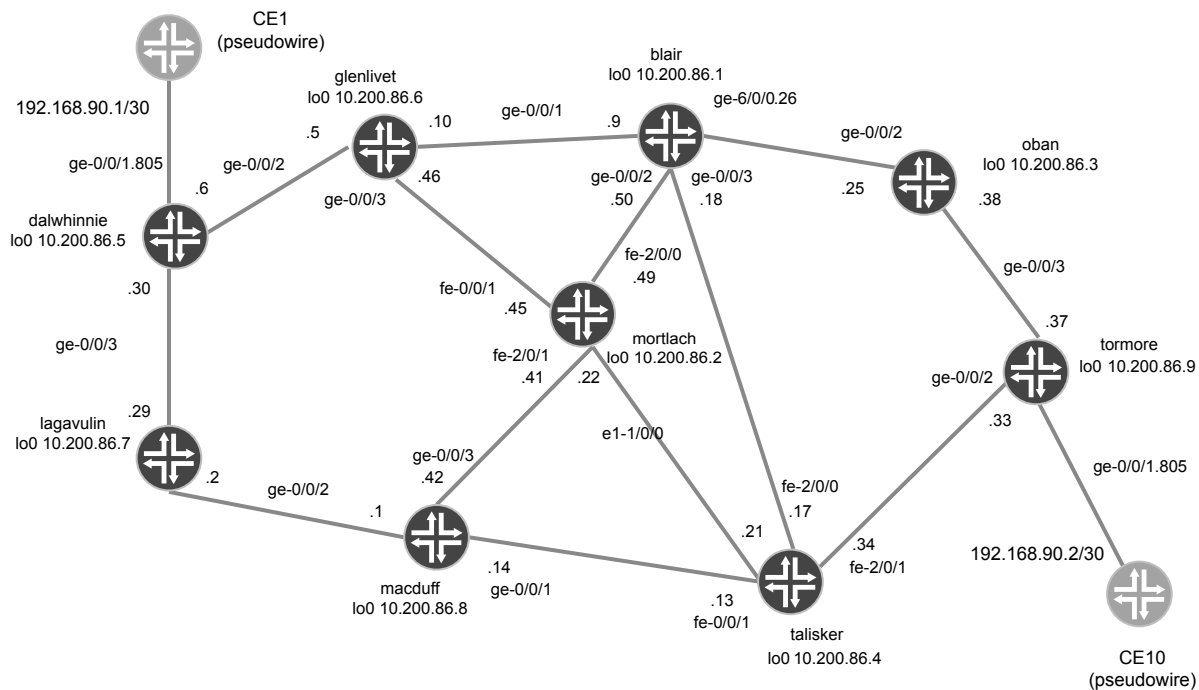 CE1
(pseudowire)
192.168.90.1/30
ge-0/0/1.805
.6
dalwhinnie
lo0 10.200.86.5
.30
ge-0/0/3
.29
lagavulin
lo0 10.200.86.7
.2
ge-0/0/2
.1
ge-0/0/2
.5
glenlivet
lo0 10.200.86.6
.10
ge-0/0/1
.9
.46
ge-0/0/3
fe-0/0/1
.45
blair
lo0 10.200.86.1
ge-6/0/0.26
ge-0/0/2
.50
ge-0/0/3
.18
fe-2/0/0
.49
mortlach
lo0 10.200.86.2
fe-2/0/1
.41
.22
e1-1/0/0
ge-0/0/3
.42
macduff
lo0 10.200.86.8
.14
ge-0/0/1
.13
fe-0/0/1
.21
fe-2/0/0
.17
.34
fe-2/0/1
talisker
lo0 10.200.86.4
ge-0/0/2
.25
oban
lo0 10.200.86.3
.38
ge-0/0/3
.37
tormore
lo0 10.200.86.9
ge-0/0/2
.33
ge-0/0/1.805
192.168.90.2/30
CE10
(pseudowire)